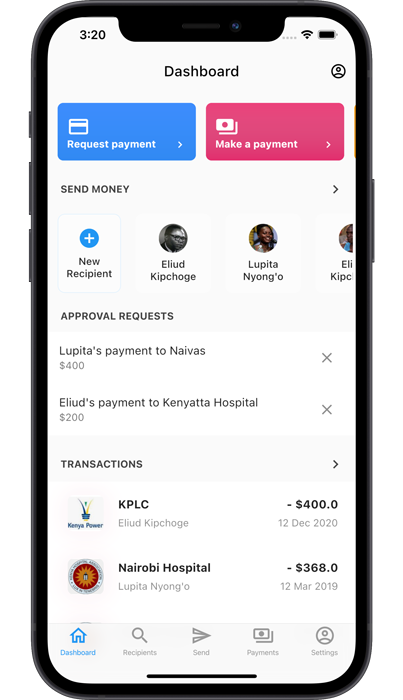 3:20
Dashboard
Request payment
Make a payment
SEND MONEY
New
Recipient
Eliud
Kipchoge
Lupita
Nyong'o
Eli
Kipc
APPROVAL REQUESTS
Lupita's payment to Naivas
$400
Eliud's payment to Kenyatta Hospital
$200
TRANSACTIONS
Kenya Power
KPLC
- $400.0
Eliud Kipchoge
12 Dec 2020
Nairobi Hospital
- $368.0
Lupita Nyong'o
12 Mar 2019
Dashboard
Recipients
Send
Payments
Settings